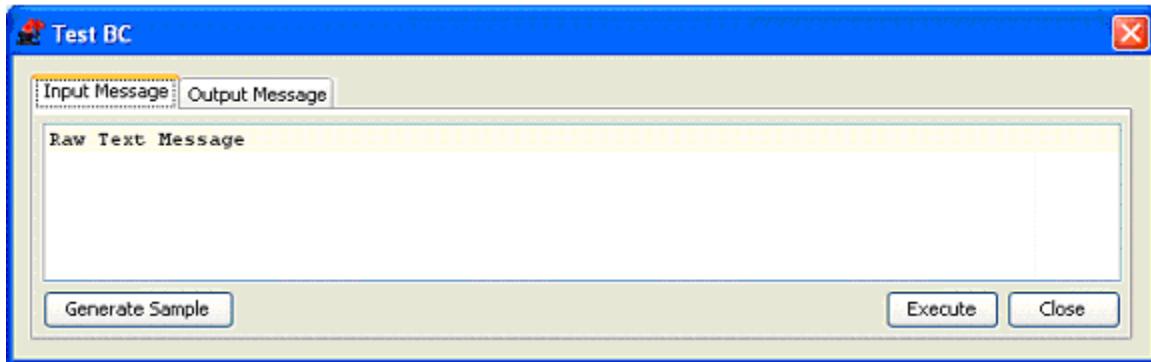 Test BC
Input Message Output Message
Raw Text Message
Generate Sample Execute Close